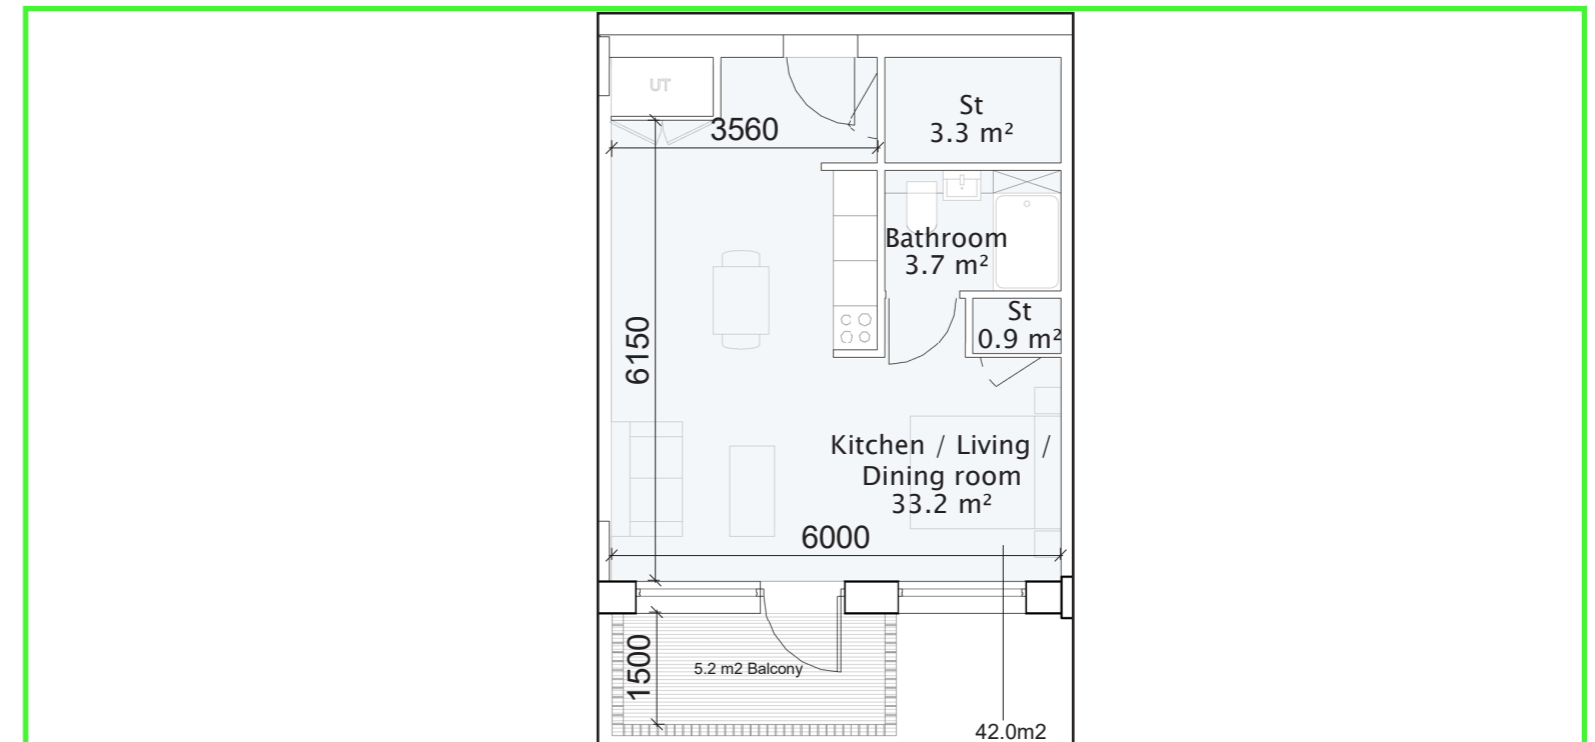 UT
St
3.3 m²
3560
Bathroom
3.7 m²
St
0.9 m²
6150
Kitchen / Living /
Dining room
33.2 m²
6000
1500
5.2 m2 Balcony
42.0m2